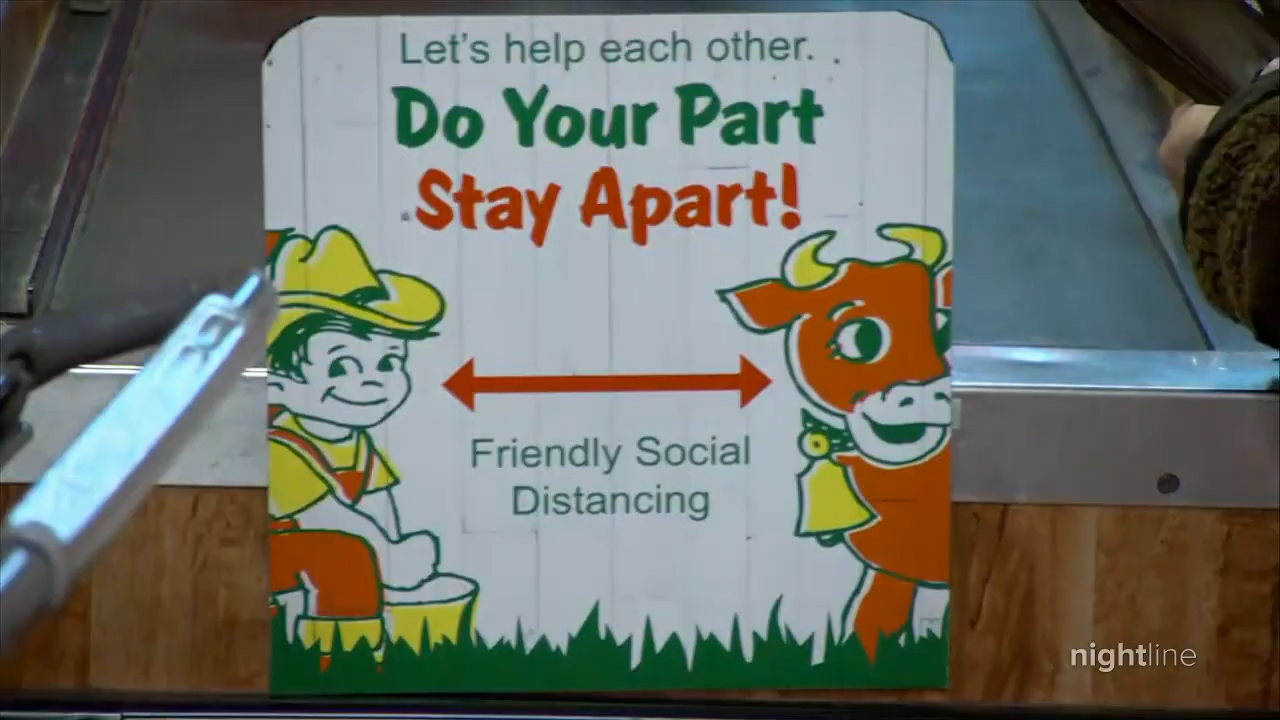 Let's help each other.
Do Your Part
Stay Apart!
Friendly Social
Distancing
nightline